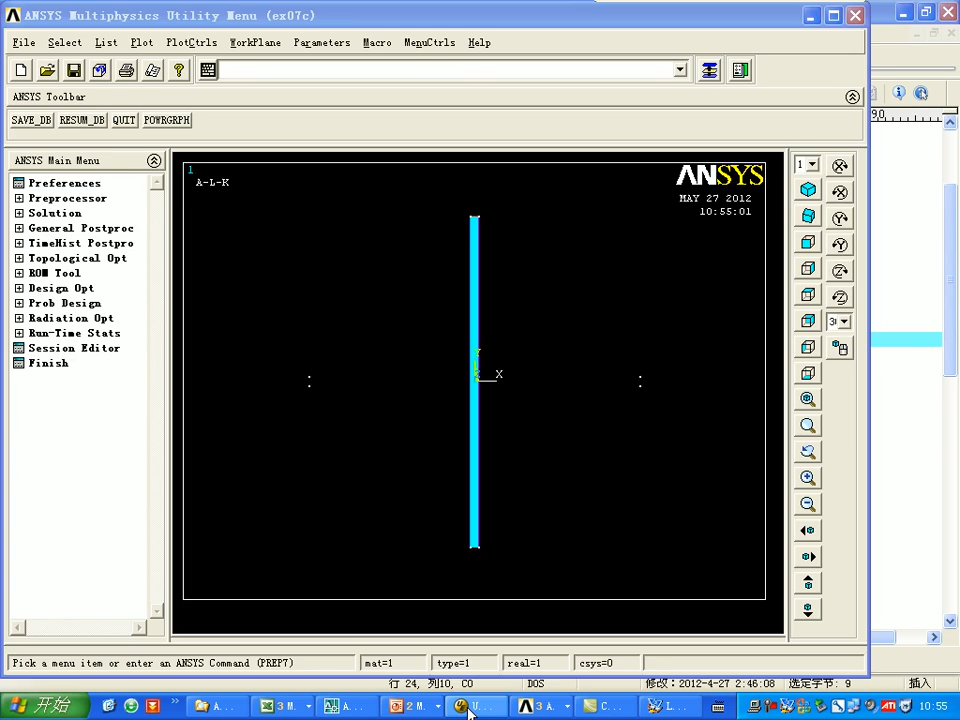 ANSYS Multiphysics Utility Menu (ex07c)
File Select List Plot PlotCtrls WorkPlane Parameters Macro MenuCtrls Help
ANSYS Toolbar
SAVE_DB RESUM_DB QUIT POWRGRPH
ANSYS Main Menu
Preferences
Preprocessor
Solution
General Postproc
TimeHist Postpro
Topological Opt
ROM Tool
Design Opt
Prob Design
Radiation Opt
Run-Time Stats
Session Editor
Finish
1
A-L-K
ANSYS
MAY 27 2012
10:55:01
Y
X
1
90
Pick a menu item or enter an ANSYS Command (PREP7)
mat=1
type=1
real=1
csys=0
行 24, 列10, C0
DOS
修改: 2012-4-27 2:46:08
选定字节: 9
插入
开始
A...
3 M.
A...
2 M.
U...
3 A.
C...
L...
10:55